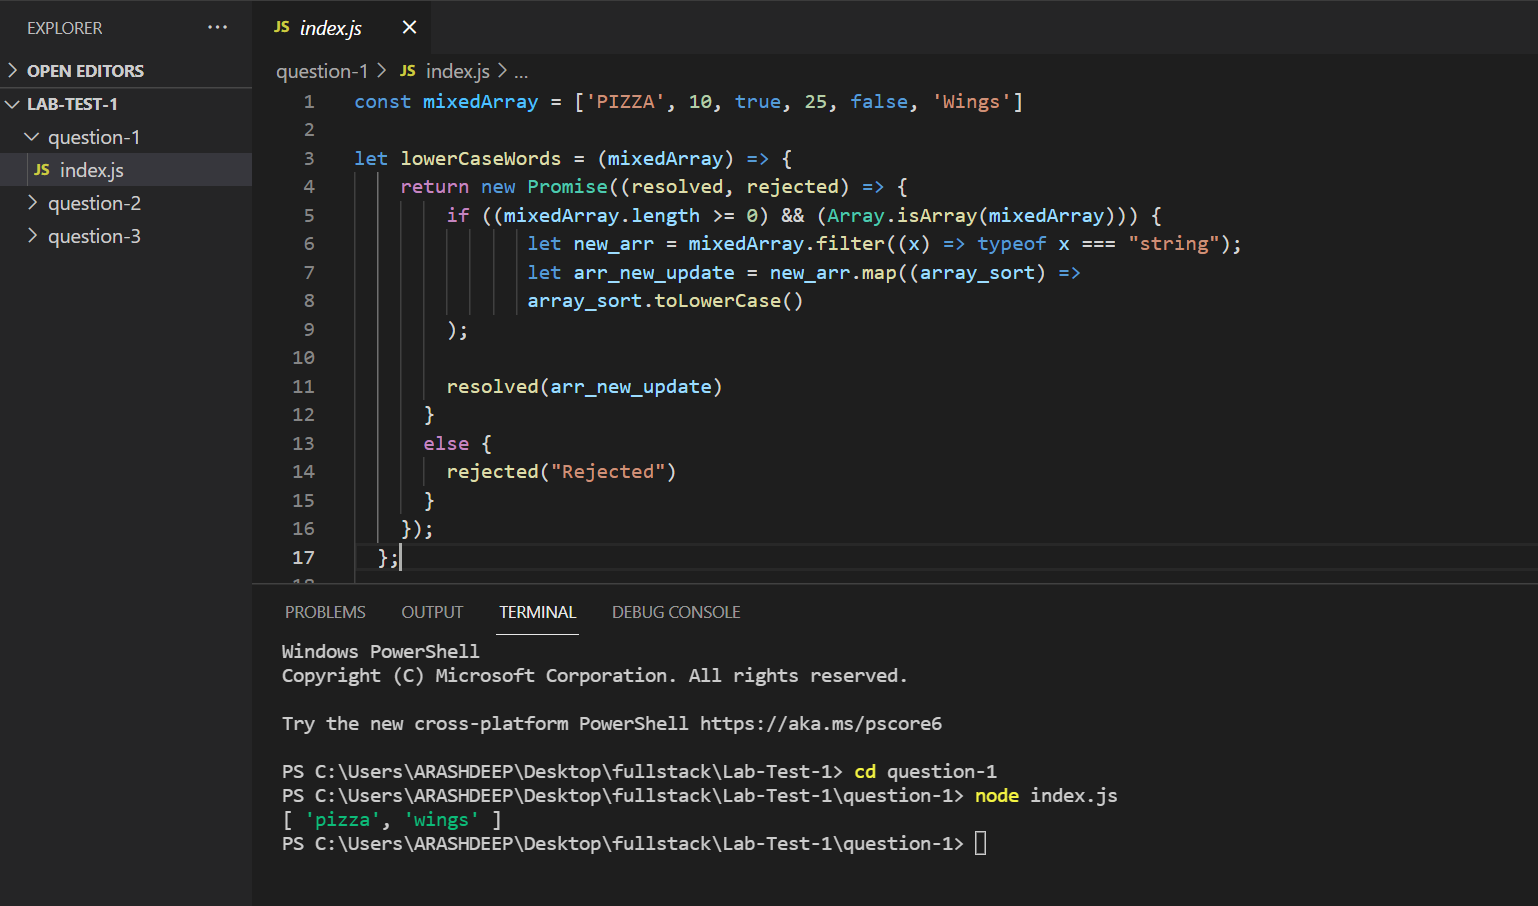 EXPLORER ...
OPEN EDITORS
LAB-TEST-1
question-1
JS index.js
question-2
question-3
JS index.js
question-1 > JS index.js > ...
1 const mixedArray = ['PIZZA', 10, true, 25, false, 'Wings']
2
3 let lowerCaseWords = (mixedArray) => {
4 return new Promise((resolved, rejected) => {
5 if ((mixedArray.length >= 0) && (Array.isArray(mixedArray))) {
6 let new_arr = mixedArray.filter((x) => typeof x === "string");
7 let arr_new_update = new_arr.map((array_sort) =>
8 array_sort.toLowerCase()
9 );
10
11 resolved(arr_new_update)
12 }
13 else {
14 rejected("Rejected")
15 }
16 });
17 };
PROBLEMS OUTPUT TERMINAL DEBUG CONSOLE
Windows PowerShell
Copyright (C) Microsoft Corporation. All rights reserved.
Try the new cross-platform PowerShell https://aka.ms/pscore6
PS C:\Users\ARASHDEEP\Desktop\fullstack\Lab-Test-1> cd question-1
PS C:\Users\ARASHDEEP\Desktop\fullstack\Lab-Test-1\question-1> node index.js
[ 'pizza', 'wings' ]
PS C:\Users\ARASHDEEP\Desktop\fullstack\Lab-Test-1\question-1>